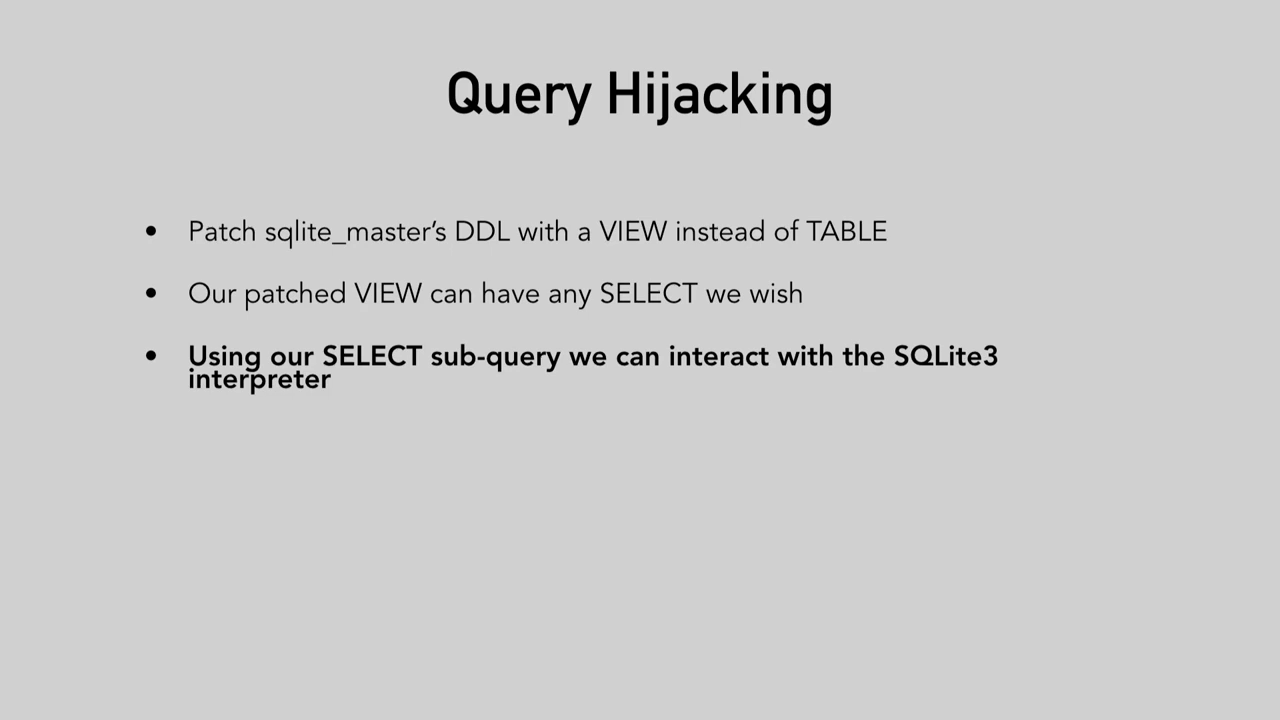 Query Hijacking
• Patch sqlite_master’s DDL with a VIEW instead of TABLE
• Our patched VIEW can have any SELECT we wish
• Using our SELECT sub-query we can interact with the SQLite3
interpreter